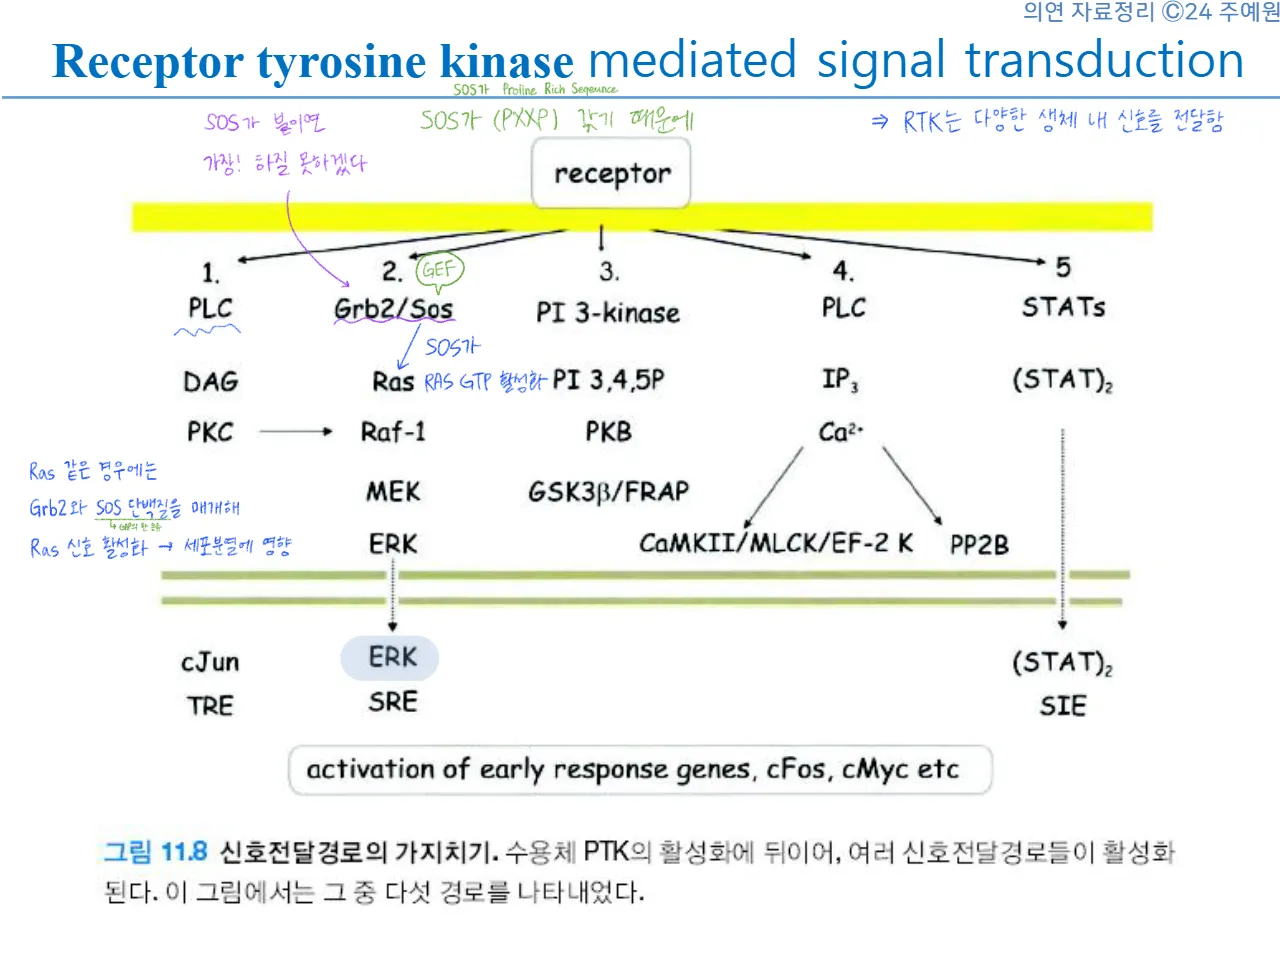 의연 자료정리 ©24 주예원
Receptor tyrosine kinase mediated signal transduction
SOS가 Proline Rich Sequence
SOS가 붙이면
가장! 하질 못하겠다
SOS가 (PXXP) 갖기 때문에
⇒ RTK는 다양한 생체 내 신호를 전달함
receptor
1. 2. GEF 3. 4. 5
PLC Grb2/Sos PI 3-kinase PLC STATs
SOS가
DAG Ras RAS GTP 활성화 PI 3,4,5P IP₃ (STAT)₂
PKC Raf-1 PKB Ca²⁺
Ras 같은 경우에는
MEK GSK3β/FRAP
Grb2와 SOS 단백질을 매개해
Ras 신호 활성화 → 세포분열에 영향
ERK CaMKII/MLCK/EF-2 K PP2B
cJun ERK (STAT)₂
TRE SRE SIE
activation of early response genes, cFos, cMyc etc
그림 11.8 신호전달경로의 가지치기. 수용체 PTK의 활성화에 뒤이어, 여러 신호전달경로들이 활성화
된다. 이 그림에서는 그 중 다섯 경로를 나타내었다.